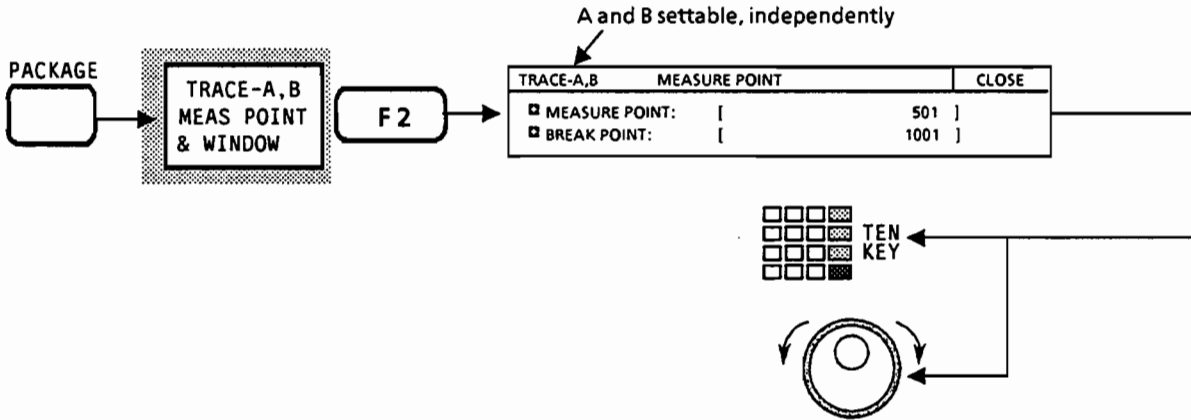 A and B settable, independently
PACKAGE
TRACE-A,B
MEAS POINT
& WINDOW
F2
TRACE-A,B MEASURE POINT CLOSE
MEASURE POINT: [ 501 ]
BREAK POINT: [ 1001 ]
TEN
KEY